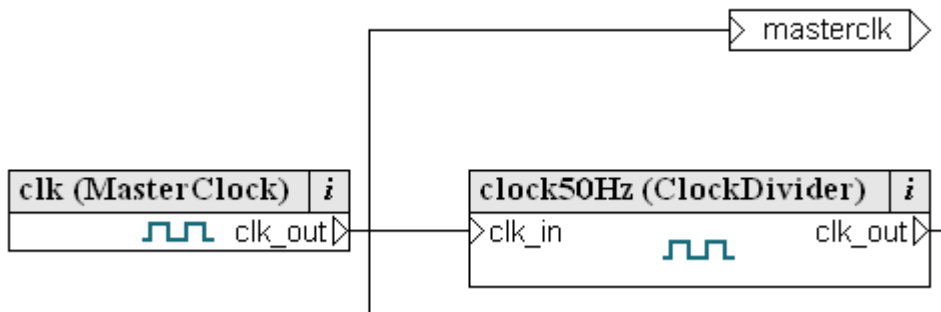 masterclk
clk (MasterClock) i
clk_out
clock50Hz (ClockDivider) i
clk_in clk_out